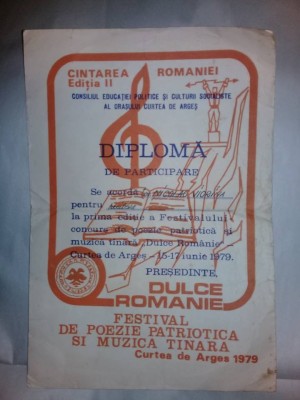 CINTAREA ROMANIEI
Editia II
CONSILIUL EDUCAȚIEI POLITICE ȘI CULTURII SOCIALISTE
AL ORAȘULUI CURTEA DE ARGEȘ
DIPLOMĂ
DE PARTICIPARE
Se acordă
pentru
la prima ediție a Festivalului
concurs de poezie patriotică și
muzică tînără "Dulce Românie"
Curtea de Argeș - 15-17 iunie 1979.
PREȘEDINTE,
DULCE
ROMANIE
FESTIVAL
DE POEZIE PATRIOTICA
SI MUZICA TINARA
Curtea de Arges 1979